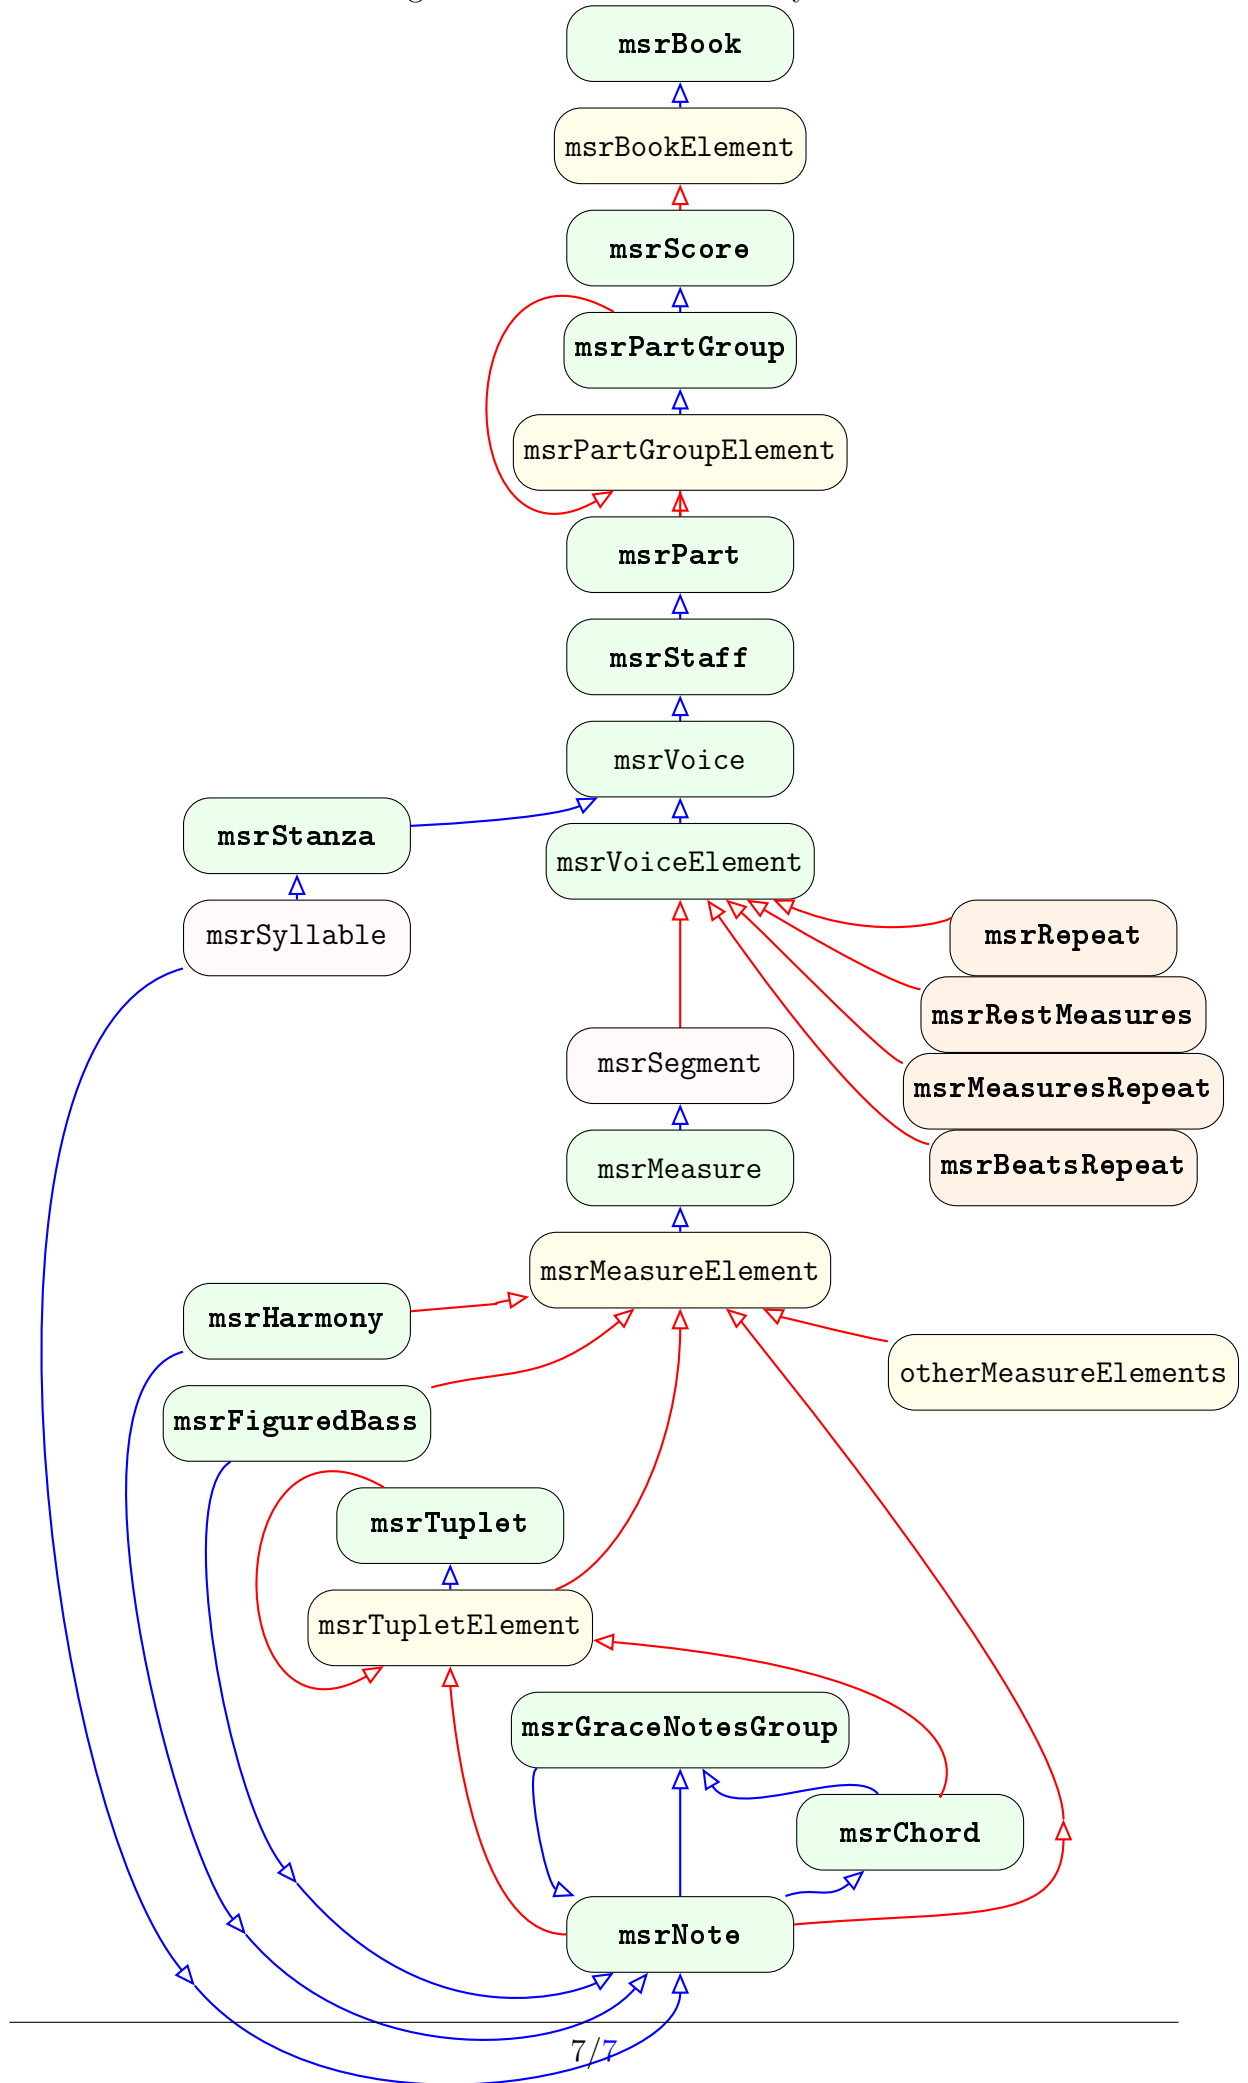 msrBook
msrBookElement
msrScore
msrPartGroup
msrPartGroupElement
msrPart
msrStaff
msrVoice
msrStanza
msrVoiceElement
msrSyllable
msrRepeat
msrRestMeasures
msrSegment
msrMeasuresRepeat
msrMeasure
msrBeatsRepeat
msrMeasureElement
msrHarmony
otherMeasureElements
msrFiguredBass
msrTuplet
msrTupletElement
msrGraceNotesGroup
msrChord
msrNote
7/7